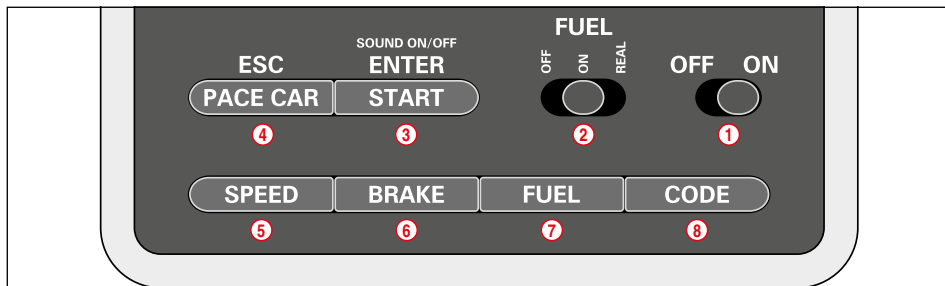 FUEL
SOUND ON/OFF
ESC ENTER OFF ON REAL OFF ON
PACE CAR START
4 3 2 1
SPEED BRAKE FUEL CODE
5 6 7 8